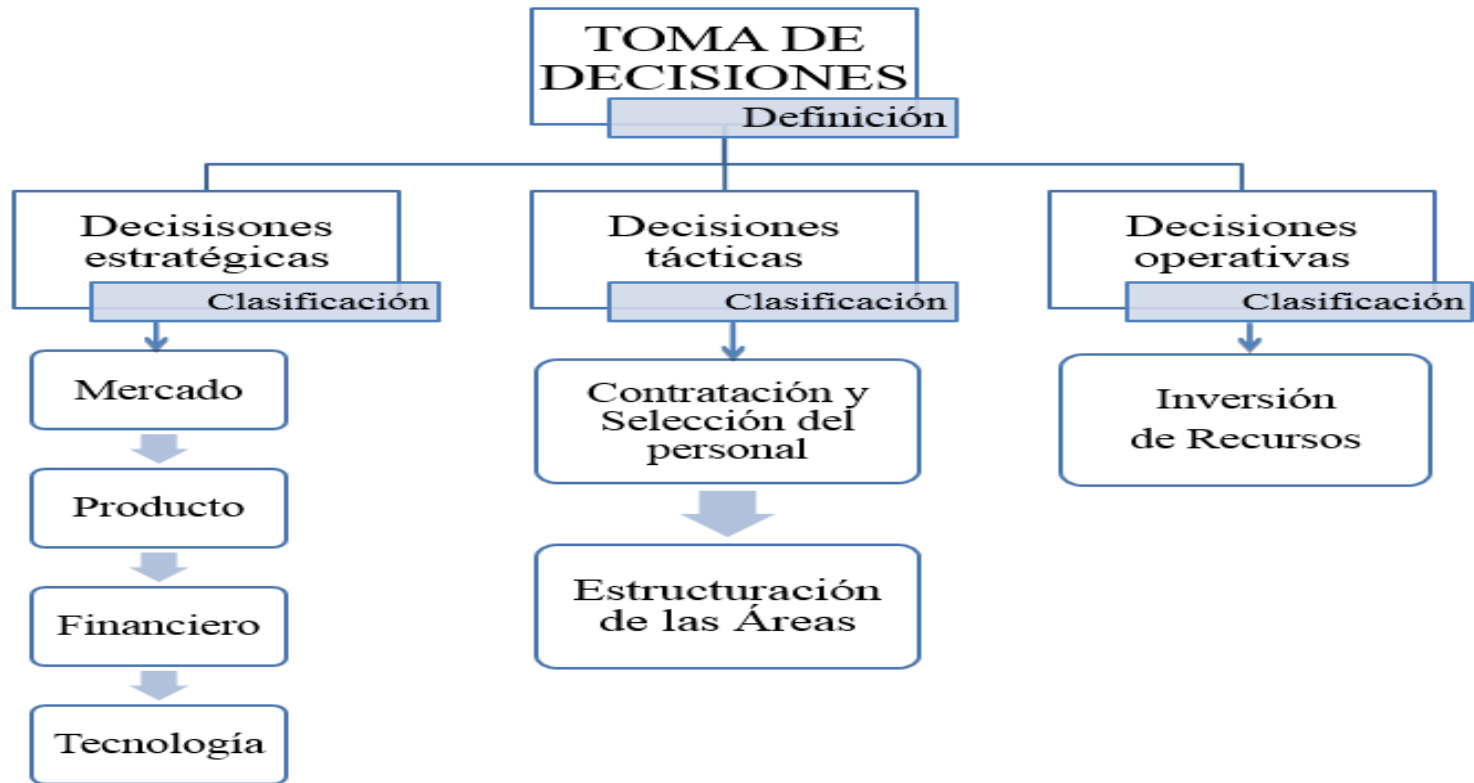 TOMA DE
DECISIONES
Definición
Decisisones
estratégicas
Clasificación
Mercado
Producto
Financiero
Tecnología
Decisiones
tácticas
Clasificación
Contratación y
Selección del
personal
Estructuración
de las Áreas
Decisiones
operativas
Clasificación
Inversión
de Recursos